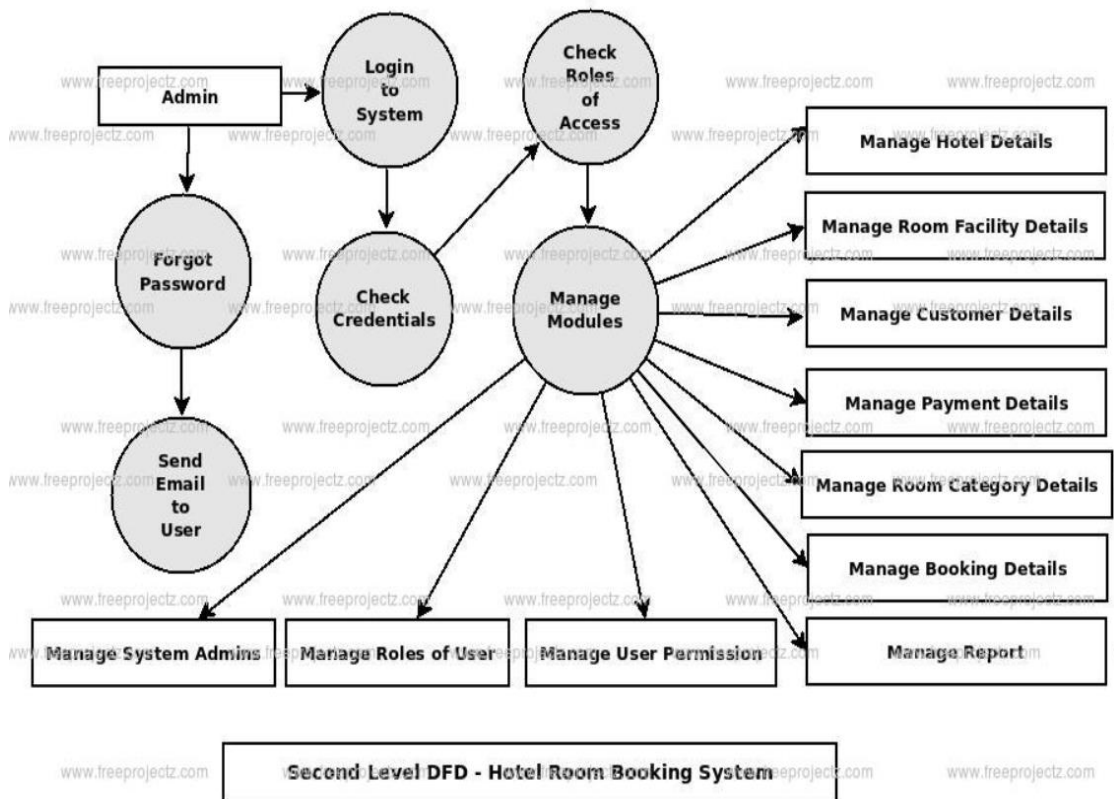 Admin
Login
to
System
Check
Roles
of
Access
Manage Hotel Details
Manage Room Facility Details
Forgot
Password
Check
Credentials
Manage
Modules
Manage Customer Details
Manage Payment Details
Send
Email
to
User
Manage Room Category Details
Manage Booking Details
Manage System Admins
Manage Roles of User
Manage User Permission
Manage Report
Second Level DFD - Hotel Room Booking System
www.freeprojectz.com